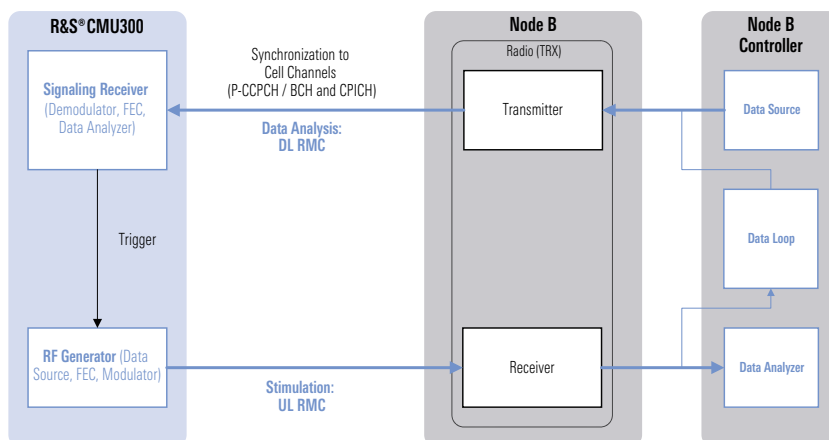 R&S®CMU300
Node B
Node B
Controller
Radio (TRX)
Synchronization to
Cell Channels
(P-CCPCH / BCH and CPICH)
Signaling Receiver
(Demodulator, FEC,
Data Analyzer)
Transmitter
Data Source
Data Analysis:
DL RMC
Trigger
Data Loop
RF Generator (Data
Source, FEC, Modulator)
Receiver
Data Analyzer
Stimulation:
UL RMC